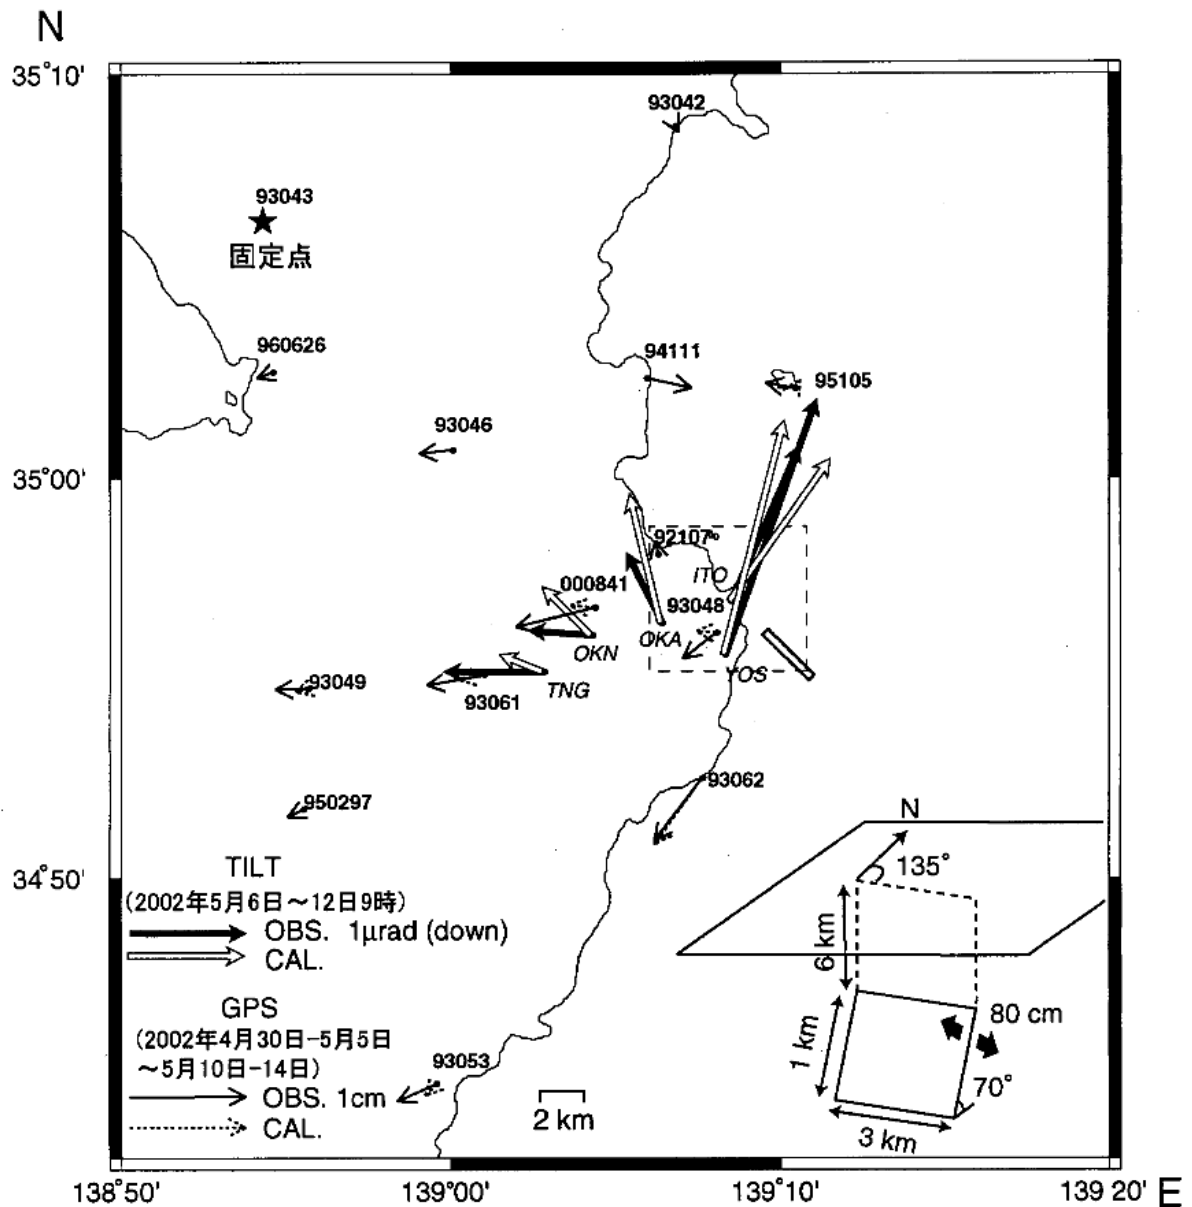 N
35°10'
93042
93043
固定点
960626
94111
95105
93046
35°00'
92107
ITO
000841
93048
OKA
OKN
YOS
93049
TNG
93061
93062
950297
N
135°
TILT
34°50'
(2002年5月6日～12日9時)
OBS. 1μrad (down)
CAL.
6 km
GPS
80 cm
(2002年4月30日-5月5日
～5月10日-14日)
1 km
93053
70°
OBS. 1cm
2 km
CAL.
3 km
138°50'
139°00'
139°10'
139 20'
E